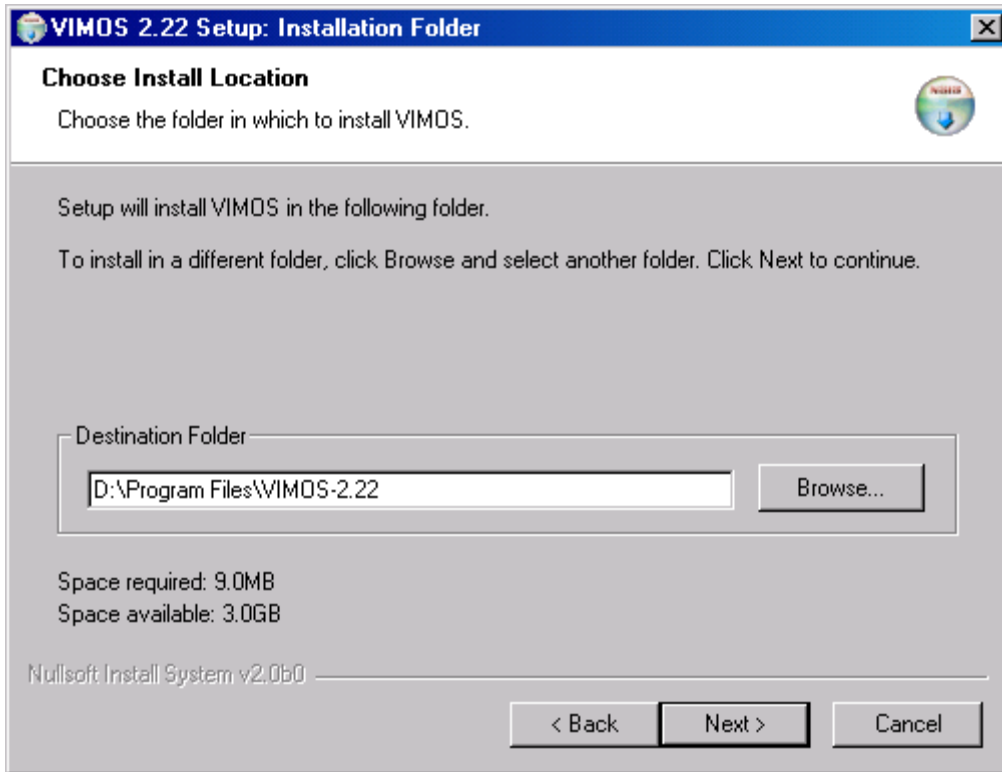 VIMOS 2.22 Setup: Installation Folder
Choose Install Location
Choose the folder in which to install VIMOS.
NSIS
Setup will install VIMOS in the following folder.
To install in a different folder, click Browse and select another folder. Click Next to continue.
Destination Folder
D:\Program Files\VIMOS-2.22
Browse...
Space required: 9.0MB
Space available: 3.0GB
Nullsoft Install System v2.0b0
< Back
Next >
Cancel